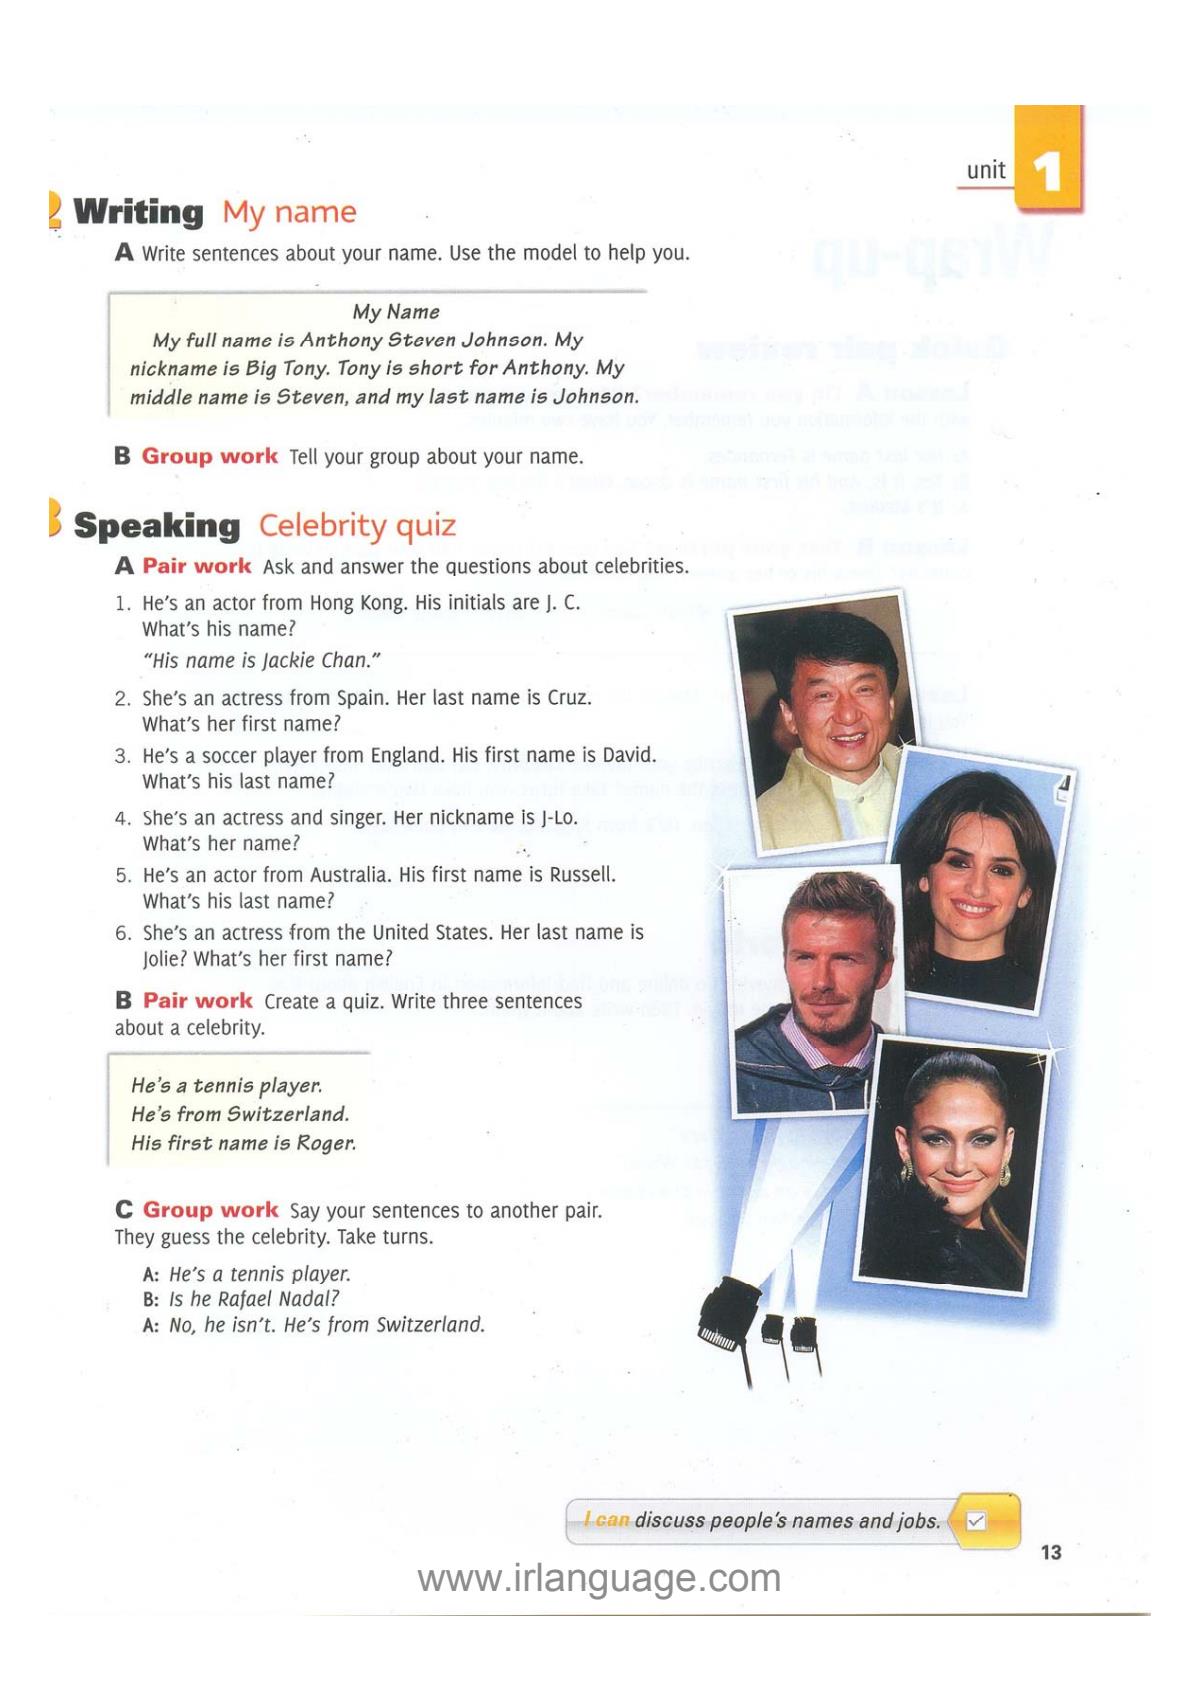 unit 1
2 Writing My name
A Write sentences about your name. Use the model to help you.
My Name
My full name is Anthony Steven Johnson. My
nickname is Big Tony. Tony is short for Anthony. My
middle name is Steven, and my last name is Johnson.
B Group work Tell your group about your name.
3 Speaking Celebrity quiz
A Pair work Ask and answer the questions about celebrities.
1. He's an actor from Hong Kong. His initials are J. C.
What's his name?
“His name is Jackie Chan.”
2. She's an actress from Spain. Her last name is Cruz.
What's her first name?
3. He's a soccer player from England. His first name is David.
What's his last name?
4. She's an actress and singer. Her nickname is J-Lo.
What's her name?
5. He's an actor from Australia. His first name is Russell.
What's his last name?
6. She's an actress from the United States. Her last name is
Jolie? What's her first name?
B Pair work Create a quiz. Write three sentences
about a celebrity.
He's a tennis player.
He's from Switzerland.
His first name is Roger.
C Group work Say your sentences to another pair.
They guess the celebrity. Take turns.
A: He's a tennis player.
B: Is he Rafael Nadal?
A: No, he isn't. He's from Switzerland.
I can discuss people's names and jobs.
13
www.irlanguage.com